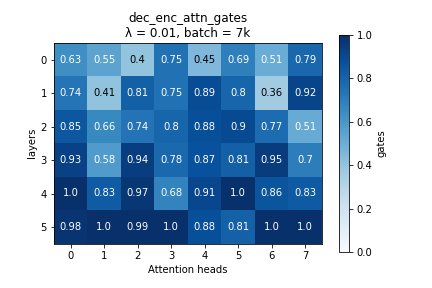 dec_enc_attn_gates
λ = 0.01, batch = 7k
0 0.63 0.55 0.4 0.75 0.45 0.69 0.51 0.79
1 0.74 0.41 0.81 0.75 0.89 0.8 0.36 0.92
2 0.85 0.66 0.74 0.8 0.88 0.9 0.77 0.51
3 0.93 0.58 0.94 0.78 0.87 0.81 0.95 0.7
4 1.0 0.83 0.97 0.68 0.91 1.0 0.86 0.83
5 0.98 1.0 0.99 1.0 0.88 0.81 1.0 1.0
0 1 2 3 4 5 6 7
Attention heads
layers
1.0
0.8
0.6
0.4
0.2
0.0
gates